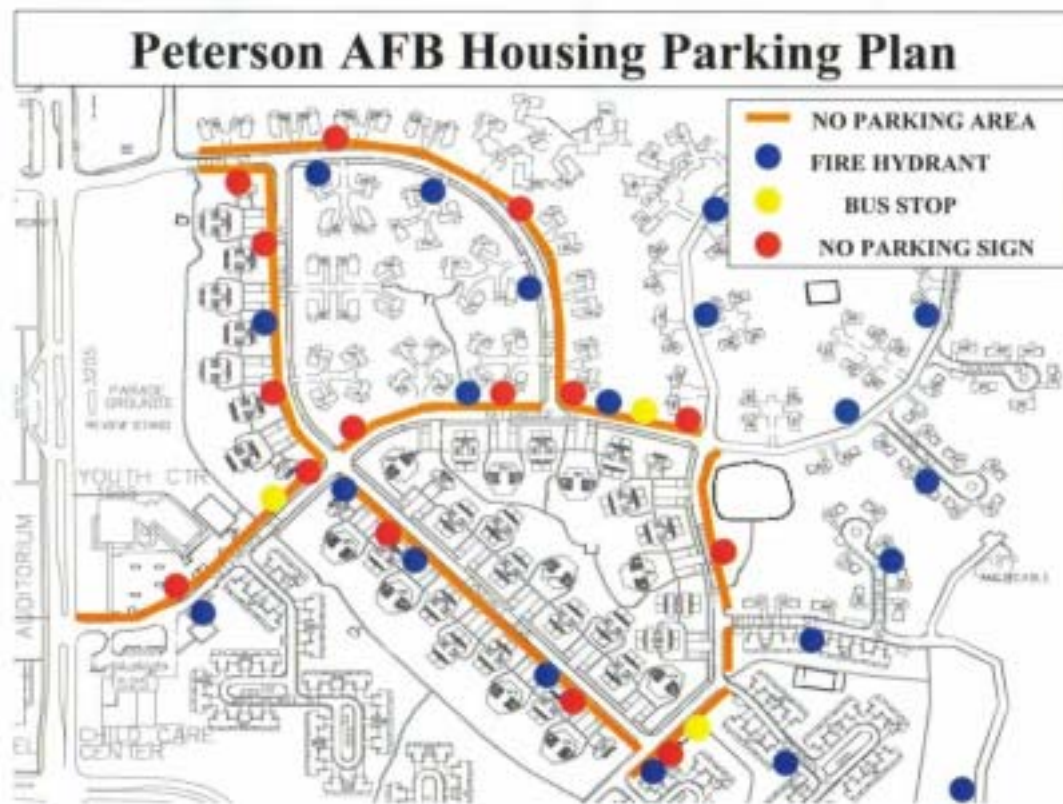 Peterson AFB Housing Parking Plan
NO PARKING AREA
FIRE HYDRANT
BUS STOP
NO PARKING SIGN
3205
PARADE
GROUNDS
REVIEW STAND
YOUTH CTR
AUDITORIUM
CHILD CARE
CENTER